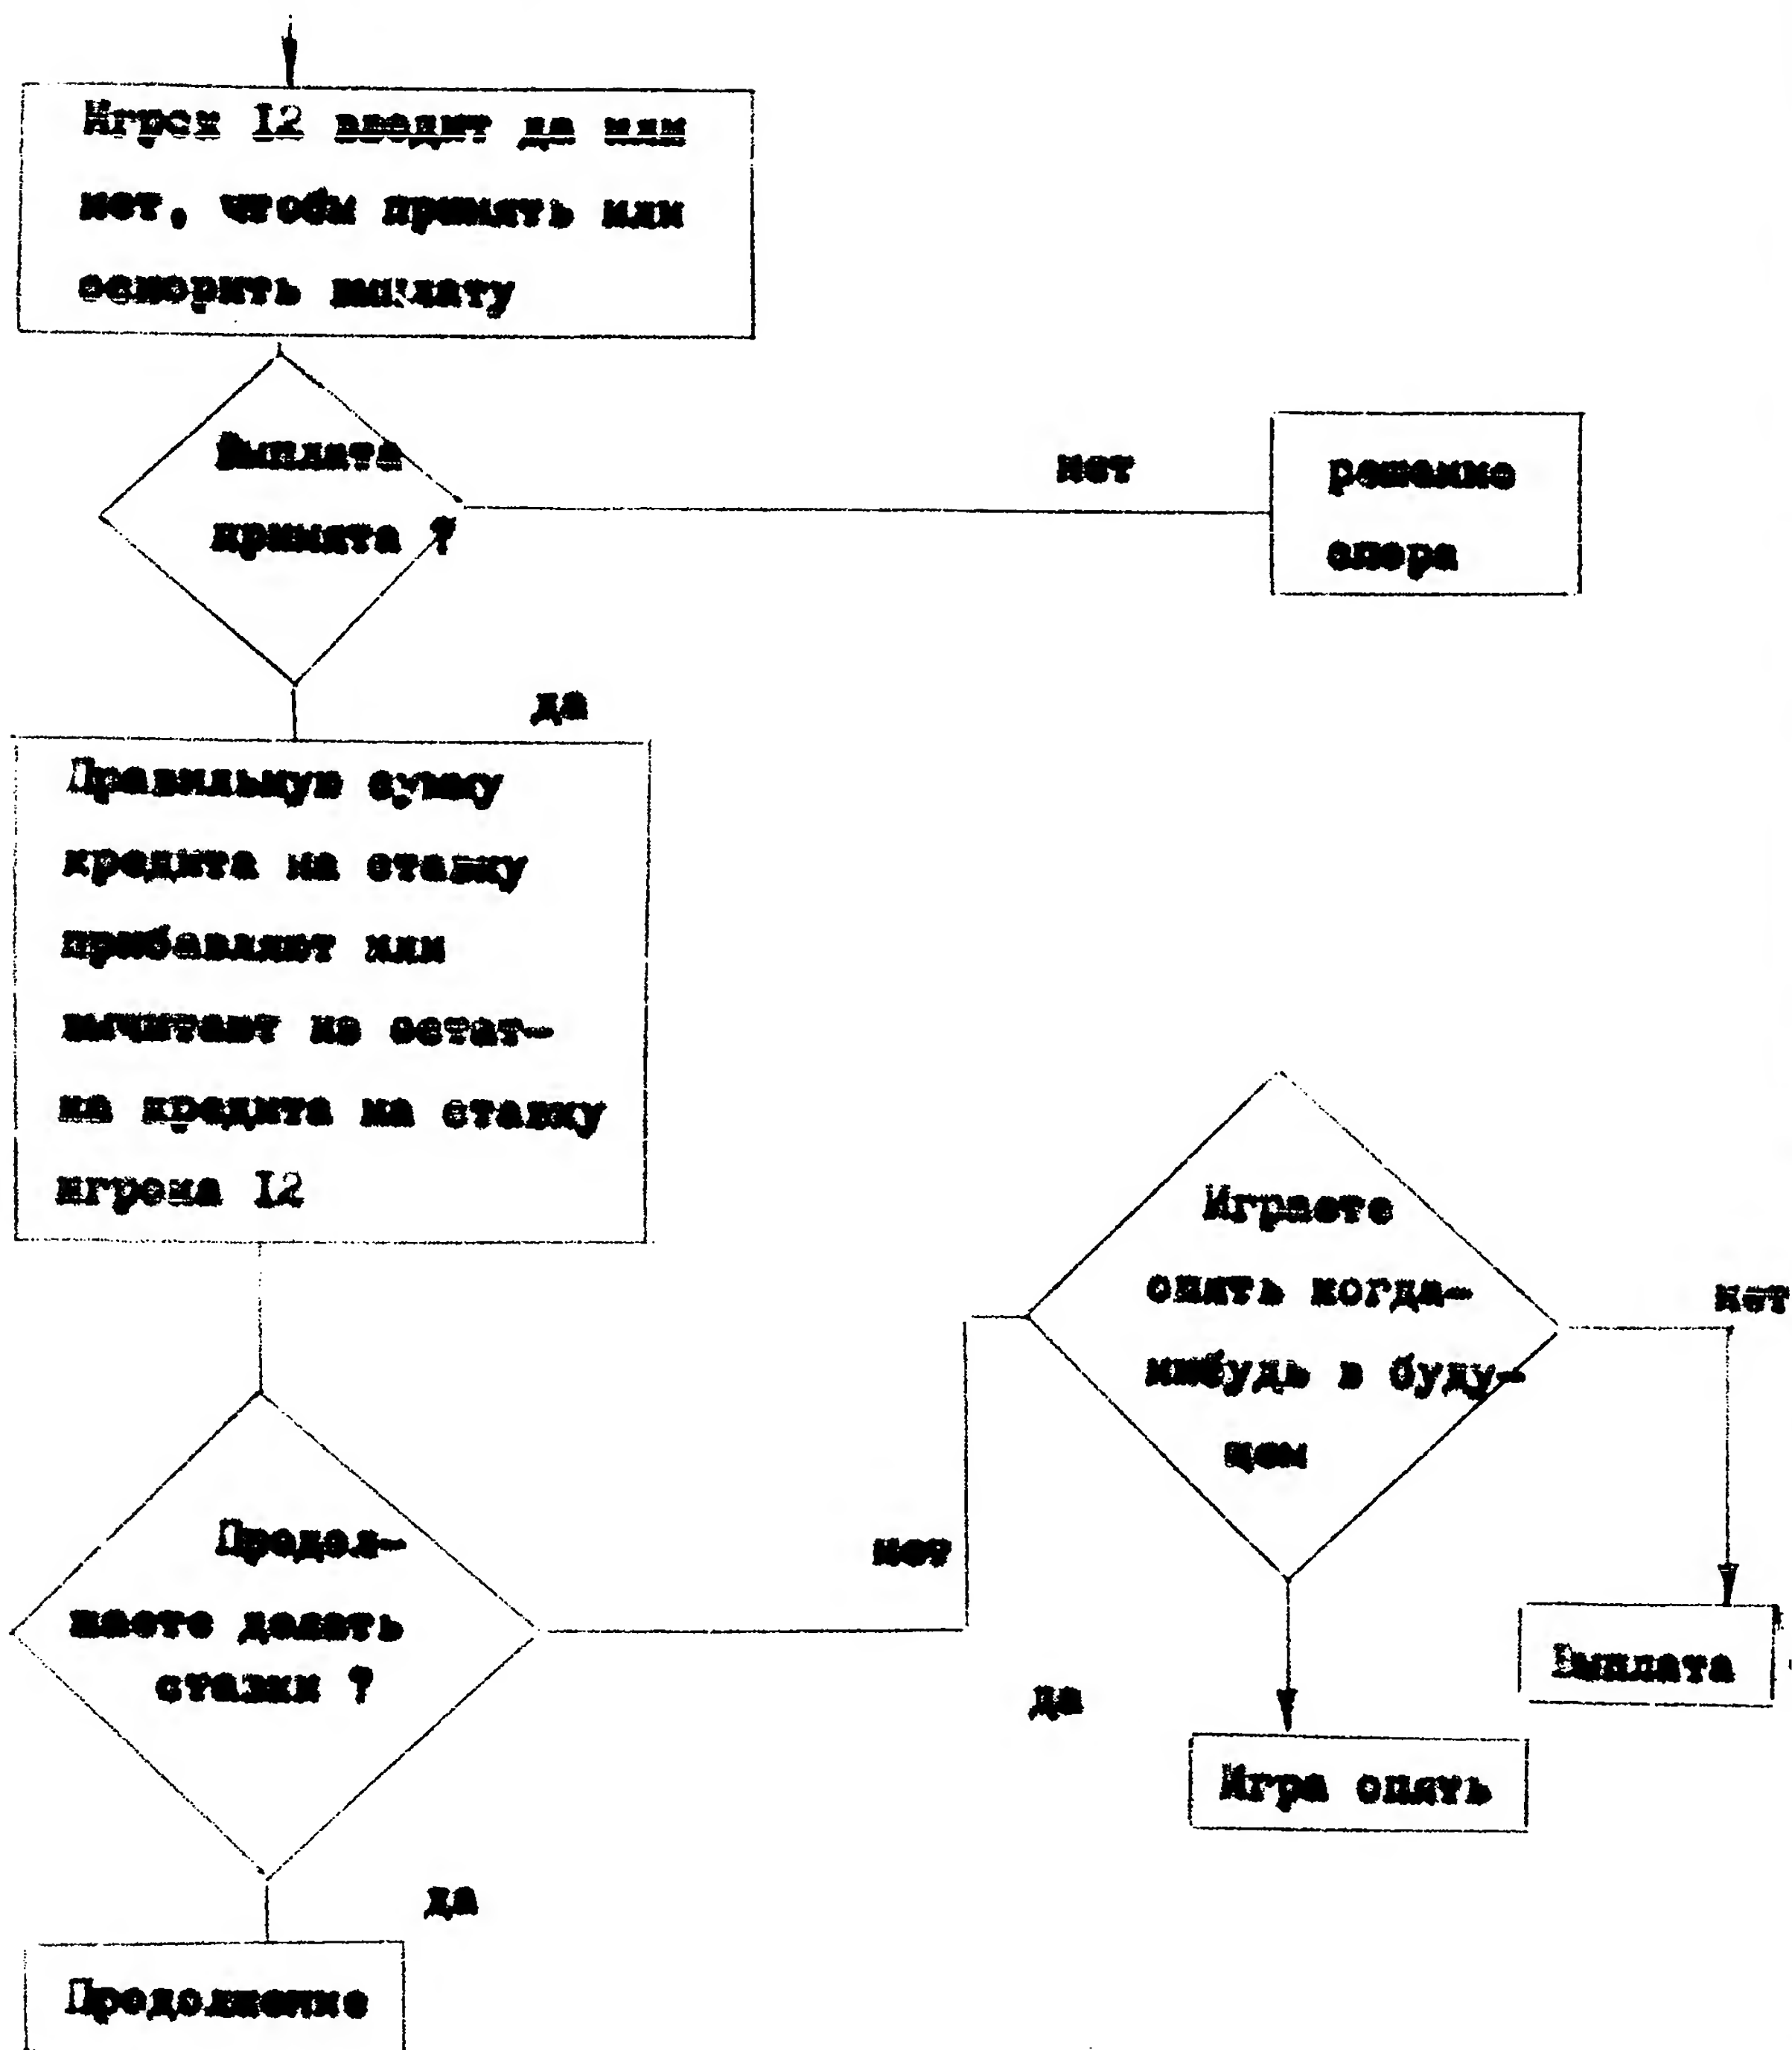 Игрок I2 вводит да или
нет, чтобы принять или
оспорить выплату
Выплата
принята ?
нет
решение
спора
да
Правильную сумму
кредита на ставку
прибавляют или
вычитают из остат-
ка кредита на ставку
игрока I2
Играете
опять когда-
нибудь в буду-
щем
нет
Продол-
жаете делать
ставки ?
нет
да
Выплата
Игра опять
да
Продолжение